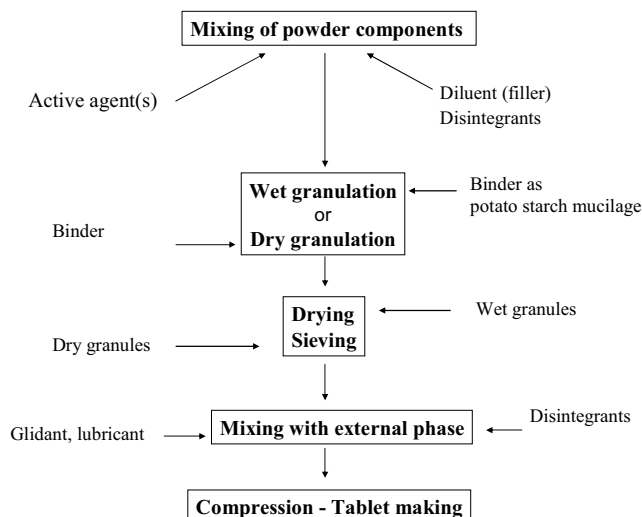 Mixing of powder components
Active agent(s)
Diluent (filler)
Disintegrants
Wet granulation
or
Dry granulation
Binder as
potato starch mucilage
Binder
Drying
Sieving
Wet granules
Dry granules
Mixing with external phase
Disintegrants
Glidant, lubricant
Compression - Tablet making